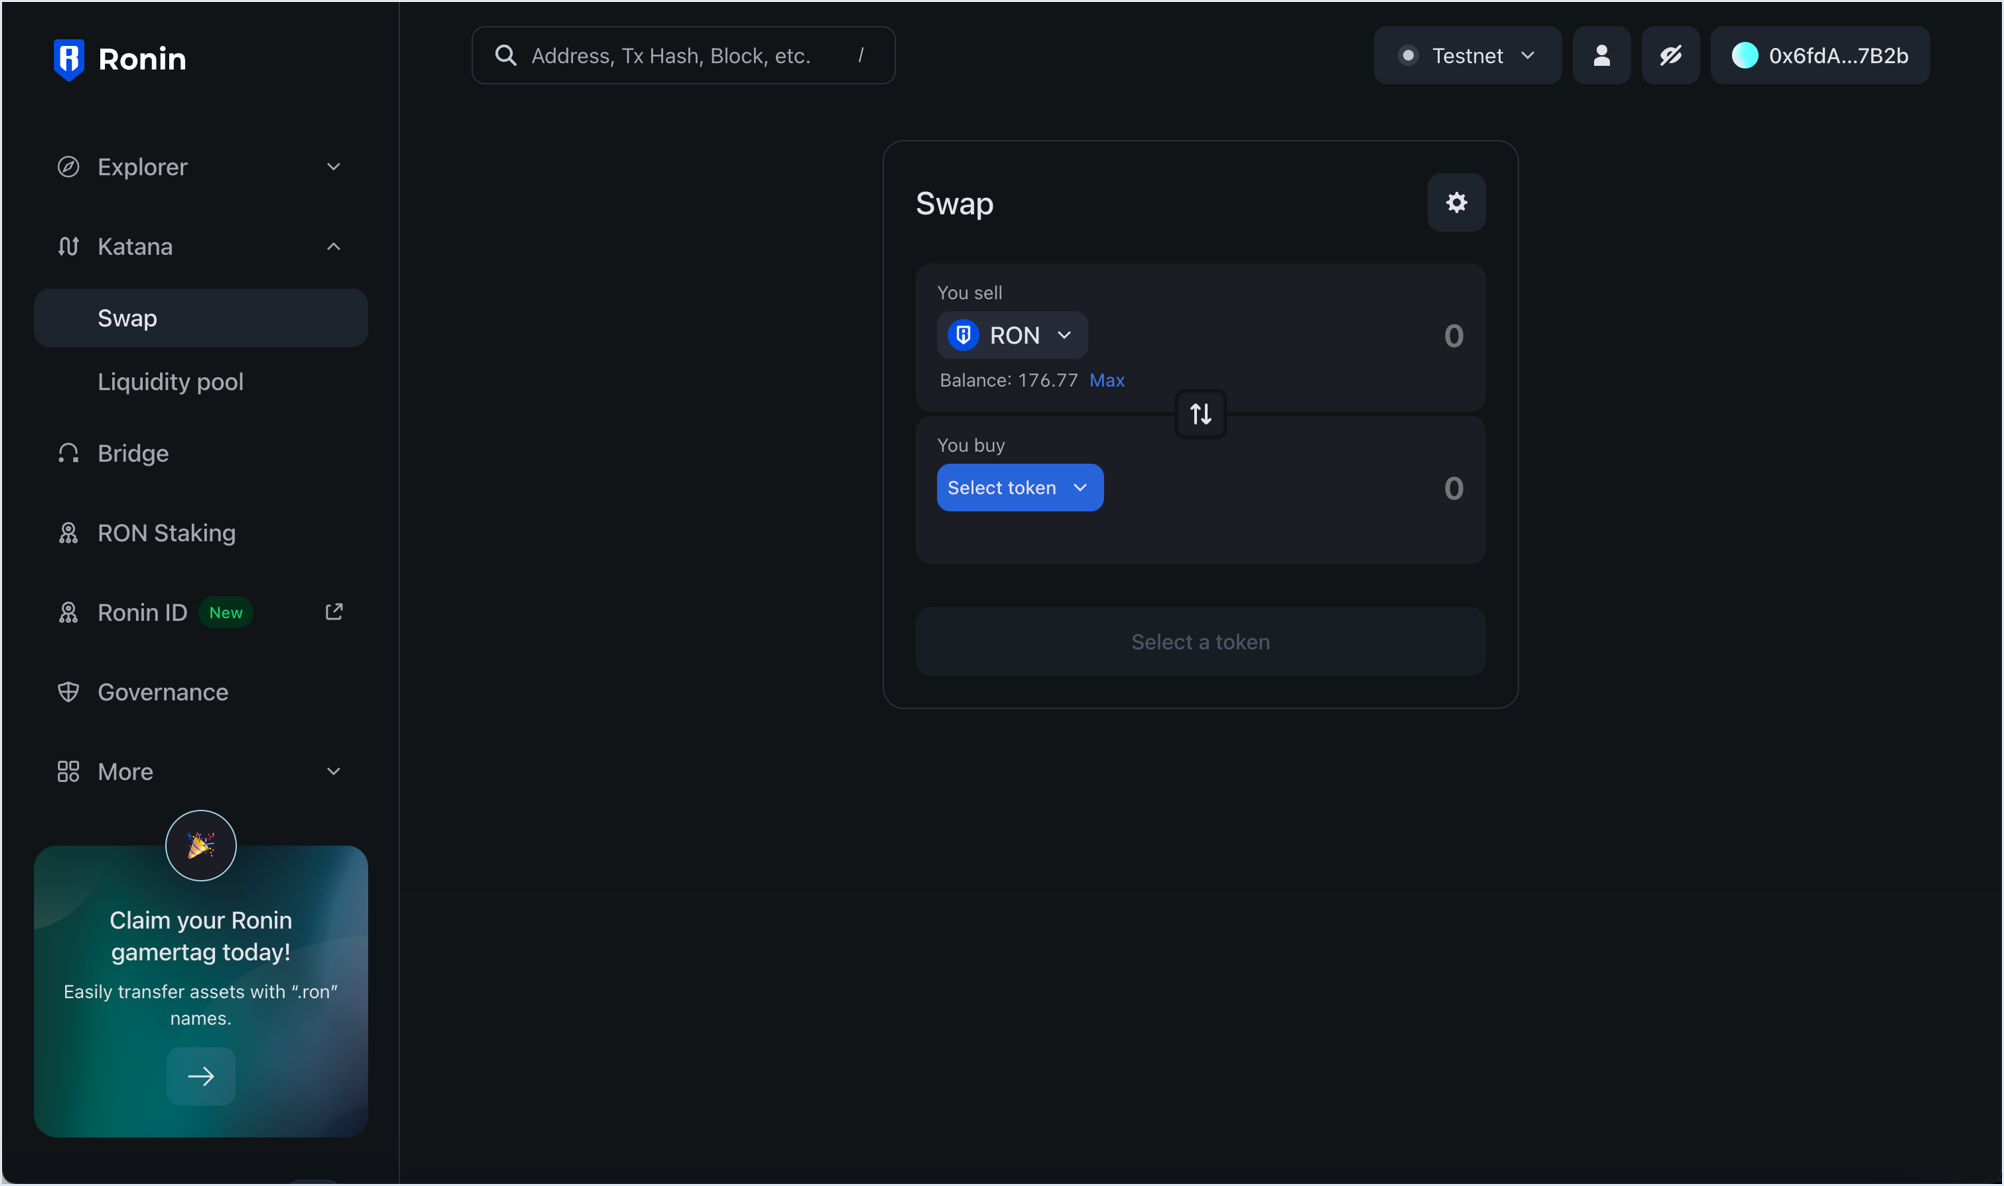 Ronin
Address, Tx Hash, Block, etc. /
Testnet
0x6fdA...7B2b
Explorer
Katana
Swap
Liquidity pool
Bridge
RON Staking
Ronin ID New
Governance
More
Claim your Ronin
gamertag today!
Easily transfer assets with “.ron”
names.
Swap
You sell
RON
0
Balance: 176.77 Max
You buy
Select token
0
Select a token